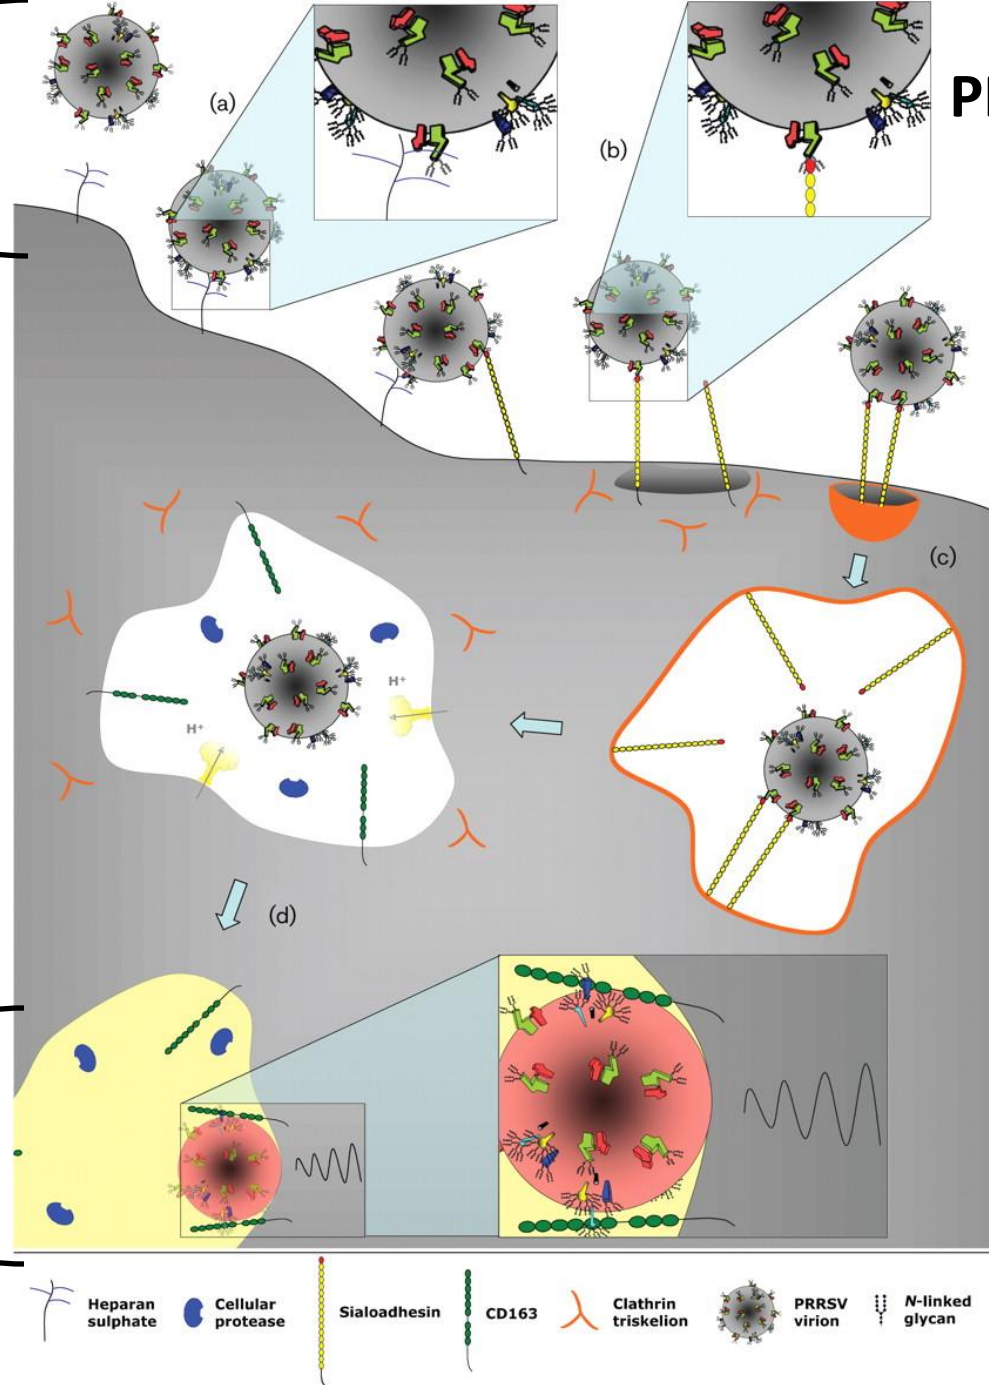 (a)
(b)
(c)
H⁺
H⁺
(d)
Heparan
sulphate
Cellular
protease
Sialoadhesin
CD163
Clathrin
triskelion
PRRSV
virion
N-linked
glycan